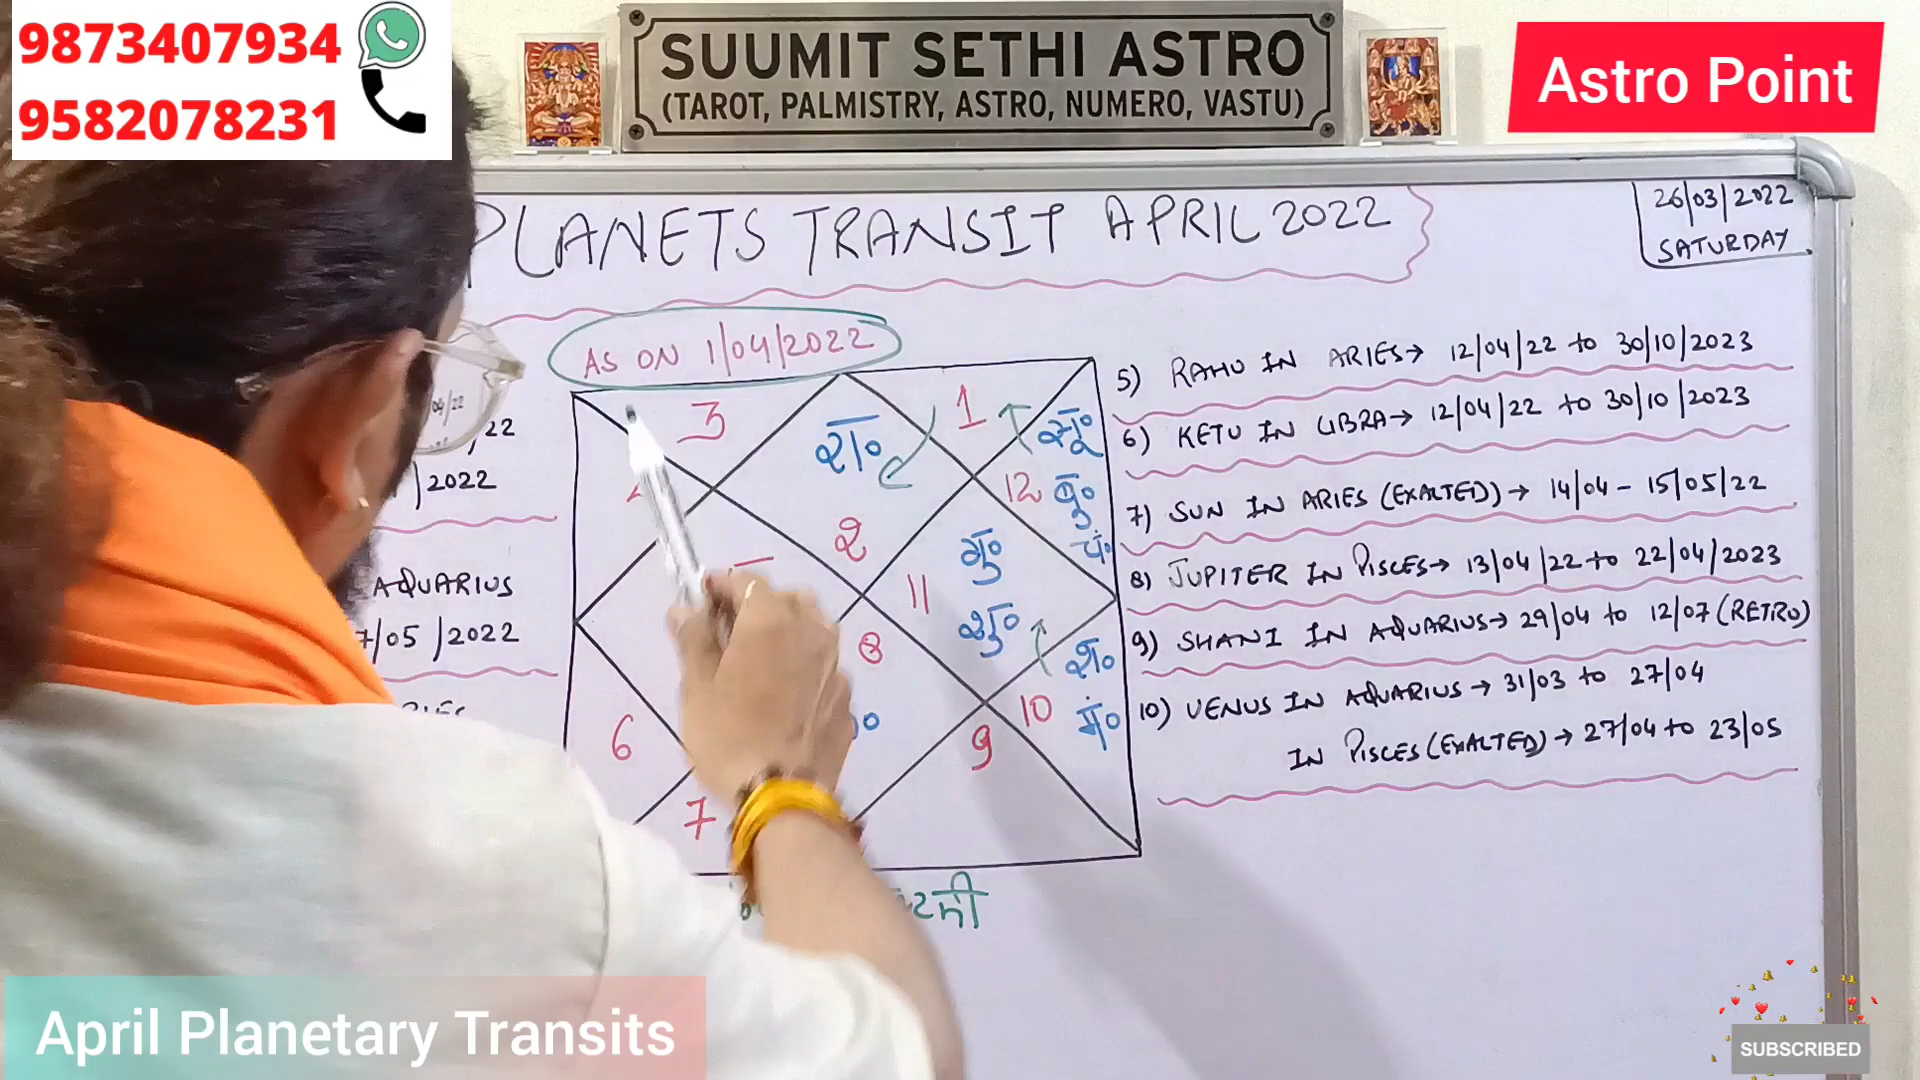 9873407934
9582078231
SUUMIT SETHI ASTRO
(TAROT, PALMISTRY, ASTRO, NUMERO, VASTU)
Astro Point
PLANETS TRANSIT APRIL 2022
26/03/2022
SATURDAY
AS ON 1/04/2022
04/22
/22
/2022
AQUARIUS
7/05/2022
3
रा०
1
सू०
12
बु०
चं०
2
11
गु०
शु०
8
10
श०
मं०
9
6
7
5) RAHU IN ARIES→ 12/04/22 to 30/10/2023
6) KETU IN LIBRA→ 12/04/22 to 30/10/2023
7) SUN IN ARIES (EXALTED)→ 14/04 - 15/05/22
8) JUPITER IN PISCES→ 13/04/22 to 22/04/2023
9) SHANI IN AQUARIUS→ 29/04 to 12/07 (RETRO)
10) VENUS IN AQUARIUS→ 31/03 to 27/04
IN PISCES (EXALTED)→ 27/04 to 23/05
April Planetary Transits
SUBSCRIBED